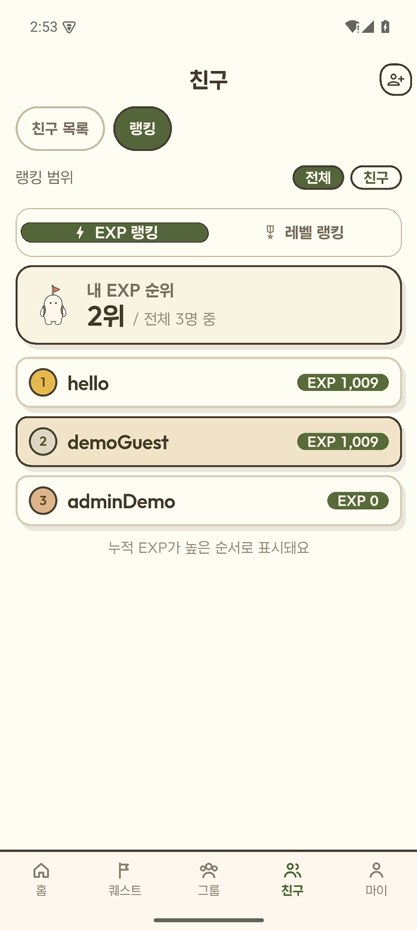 2:53
친구
친구 목록
랭킹
랭킹 범위
전체
친구
EXP 랭킹
레벨 랭킹
내 EXP 순위
2위 / 전체 3명 중
1 hello EXP 1,009
2 demoGuest EXP 1,009
3 adminDemo EXP 0
누적 EXP가 높은 순서로 표시돼요
홈
퀘스트
그룹
친구
마이